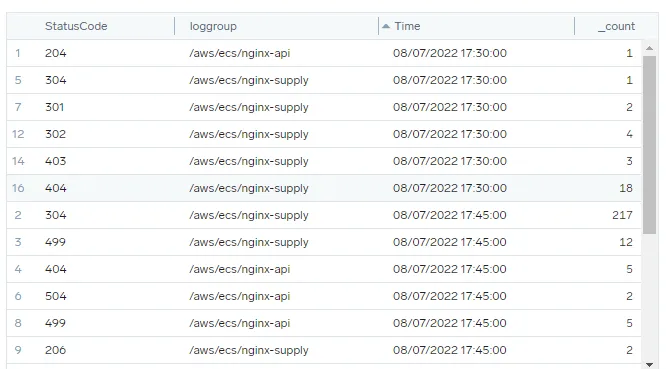 StatusCode loggroup Time _count
1 204 /aws/ecs/nginx-api 08/07/2022 17:30:00 1
5 304 /aws/ecs/nginx-supply 08/07/2022 17:30:00 1
7 301 /aws/ecs/nginx-supply 08/07/2022 17:30:00 2
12 302 /aws/ecs/nginx-supply 08/07/2022 17:30:00 4
14 403 /aws/ecs/nginx-supply 08/07/2022 17:30:00 3
16 404 /aws/ecs/nginx-supply 08/07/2022 17:30:00 18
2 304 /aws/ecs/nginx-supply 08/07/2022 17:45:00 217
3 499 /aws/ecs/nginx-supply 08/07/2022 17:45:00 12
4 404 /aws/ecs/nginx-api 08/07/2022 17:45:00 5
6 504 /aws/ecs/nginx-api 08/07/2022 17:45:00 2
8 499 /aws/ecs/nginx-api 08/07/2022 17:45:00 5
9 206 /aws/ecs/nginx-supply 08/07/2022 17:45:00 2